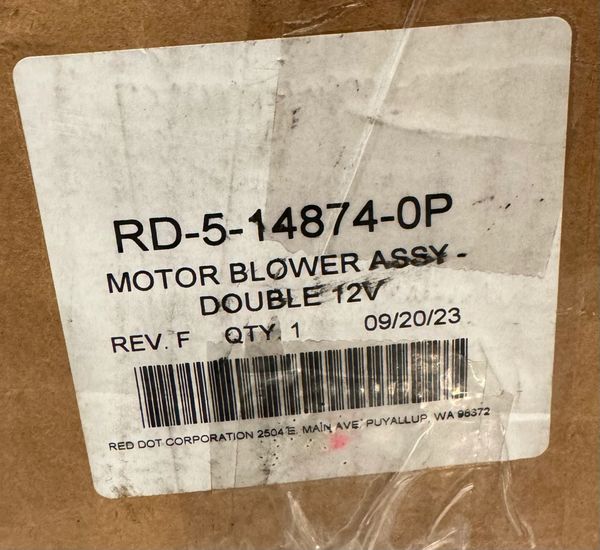 RD-5-14874-0P
MOTOR BLOWER ASSY -
DOUBLE 12V
REV. F QTY. 1 09/20/23
RED DOT CORPORATION 2504 E. MAIN AVE. PUYALLUP, WA 98372